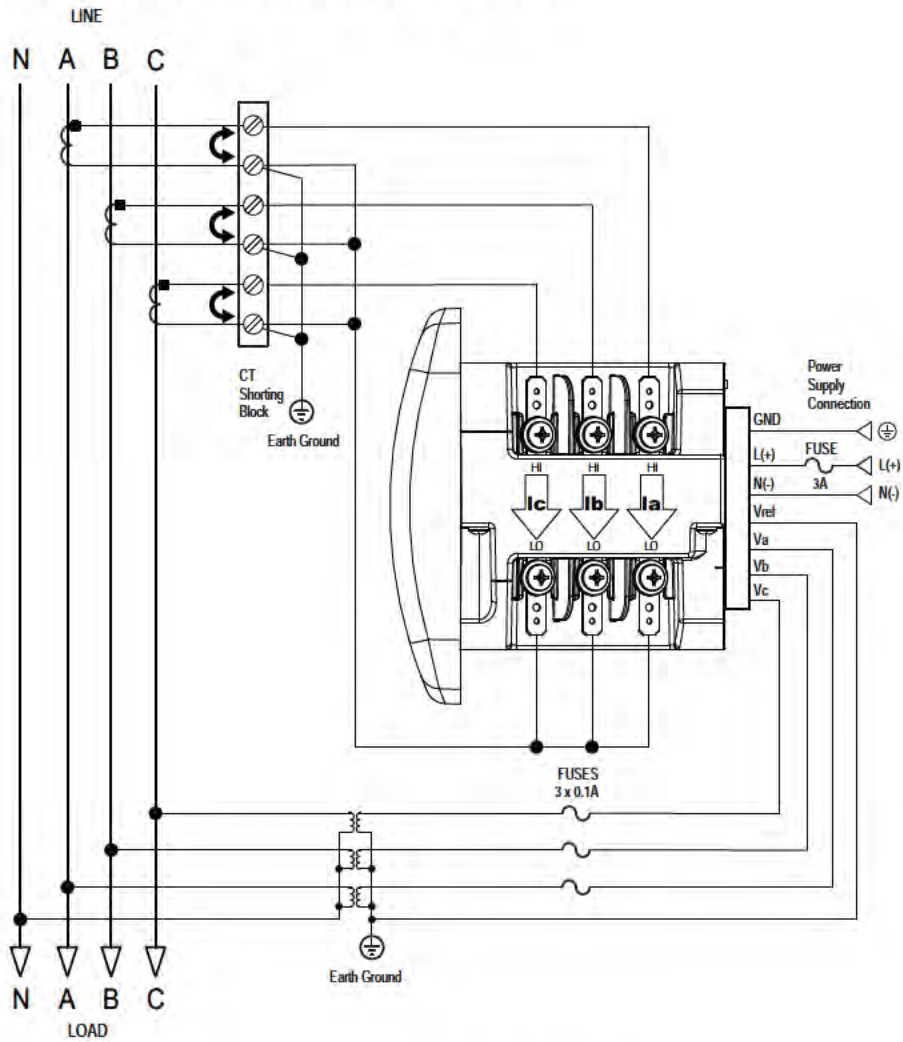 LINE
N A B C
CT
Shorting
Block
Earth Ground
Power
Supply
Connection
GND
L(+)
FUSE
3A
L(+)
N(-)
N(-)
Vref
Va
Vb
Vc
HI HI HI
Ic Ib Ia
LO LO LO
FUSES
3 x 0.1A
Earth Ground
N A B C
LOAD